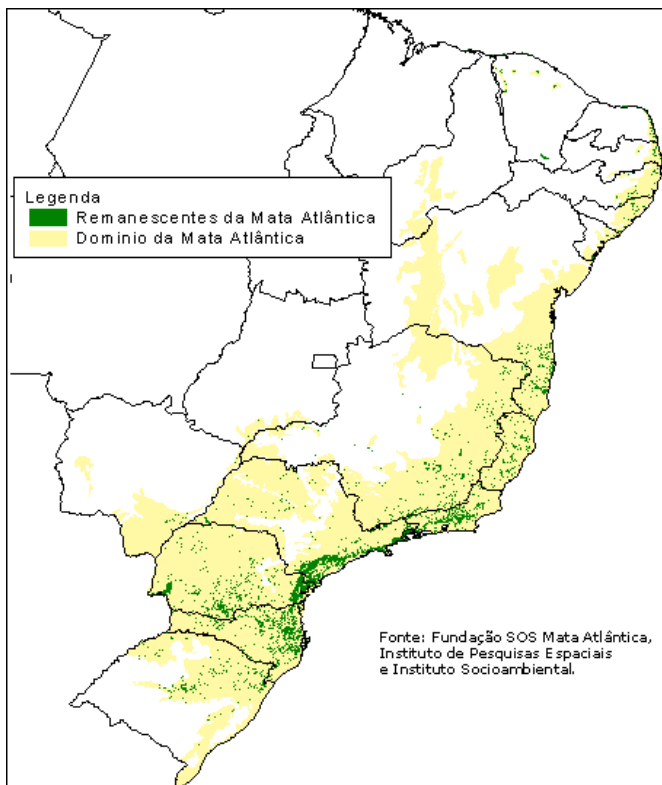 Legenda
Remanescentes da Mata Atlântica
Dominio da Mata Atlântica
Fonte: Fundação SOS Mata Atlântica,
Instituto de Pesquisas Espaciais
e Instituto Socioambiental.